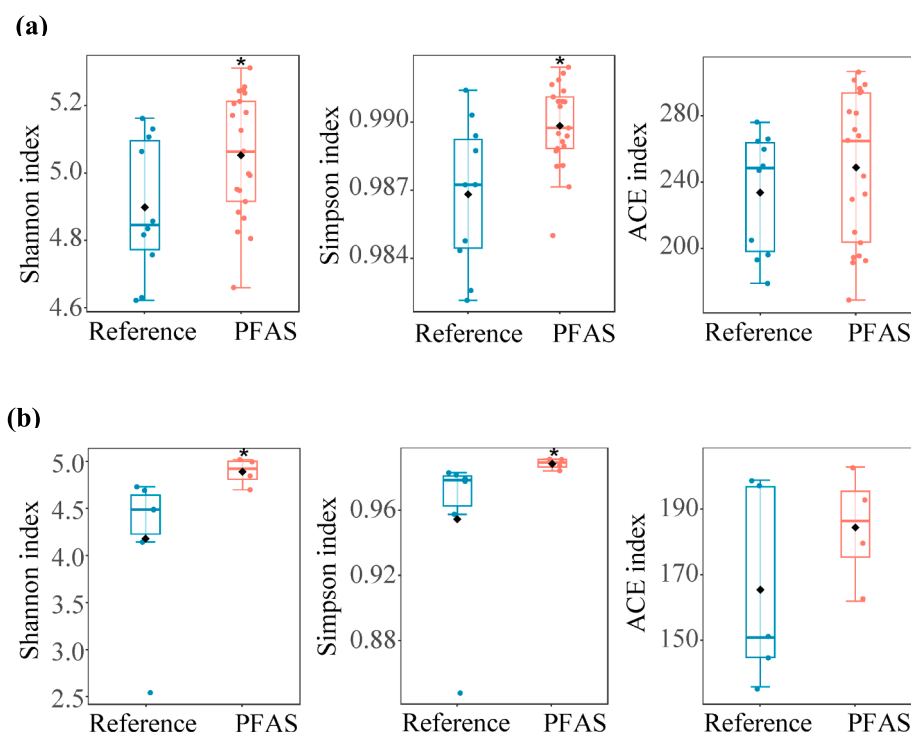 (a)
Shannon index
5.2
5.0
4.8
4.6
*
Reference PFAS
Simpson index
0.990
0.987
0.984
*
Reference PFAS
ACE index
280
240
200
Reference PFAS
(b)
Shannon index
5.0
4.5
4.0
3.5
3.0
2.5
*
Reference PFAS
Simpson index
0.96
0.92
0.88
*
Reference PFAS
ACE index
190
170
150
Reference PFAS